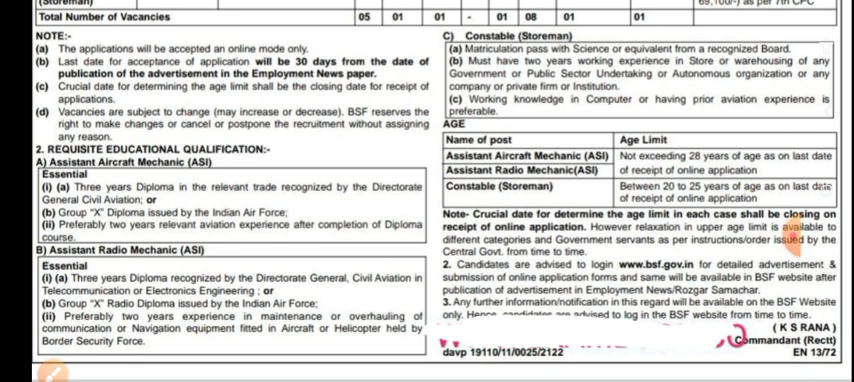 (Storeman)
69,100/-) as per 7th CPC
Total Number of Vacancies 05 01 01 - 01 08 01 01
NOTE:-
(a) The applications will be accepted an online mode only.
(b) Last date for acceptance of application will be 30 days from the date of
publication of the advertisement in the Employment News paper.
(c) Crucial date for determining the age limit shall be the closing date for receipt of
applications.
(d) Vacancies are subject to change (may increase or decrease). BSF reserves the
right to make changes or cancel or postpone the recruitment without assigning
any reason.
2. REQUISITE EDUCATIONAL QUALIFICATION:-
A) Assistant Aircraft Mechanic (ASI)
Essential
(i) (a) Three years Diploma in the relevant trade recognized by the Directorate
General Civil Aviation; or
(b) Group "X" Diploma issued by the Indian Air Force;
(ii) Preferably two years relevant aviation experience after completion of Diploma
course.
B) Assistant Radio Mechanic (ASI)
Essential
(i) (a) Three years Diploma recognized by the Directorate General, Civil Aviation in
Telecommunication or Electronics Engineering ; or
(b) Group "X" Radio Diploma issued by the Indian Air Force;
(ii) Preferably two years experience in maintenance or overhauling of
communication or Navigation equipment fitted in Aircraft or Helicopter held by
Border Security Force.
C) Constable (Storeman)
(a) Matriculation pass with Science or equivalent from a recognized Board.
(b) Must have two years working experience in Store or warehousing of any
Government or Public Sector Undertaking or Autonomous organization or any
company or private firm or Institution.
(c) Working knowledge in Computer or having prior aviation experience is
preferable.
AGE
Name of post Age Limit
Assistant Aircraft Mechanic (ASI) Not exceeding 28 years of age as on last date
Assistant Radio Mechanic(ASI) of receipt of online application
Constable (Storeman) Between 20 to 25 years of age as on last date
of receipt of online application
Note- Crucial date for determine the age limit in each case shall be closing on
receipt of online application. However relaxation in upper age limit is available to
different categories and Government servants as per instructions/order issued by the
Central Govt. from time to time.
2. Candidates are advised to login www.bsf.gov.in for detailed advertisement &
submission of online application forms and same will be available in BSF website after
publication of advertisement in Employment News/Rozgar Samachar.
3. Any further information/notification in this regard will be available on the BSF Website
only. Hence candidates are advised to log in the BSF website from time to time.
( K S RANA )
Commandant (Rectt)
davp 19110/11/0025/2122 EN 13/72